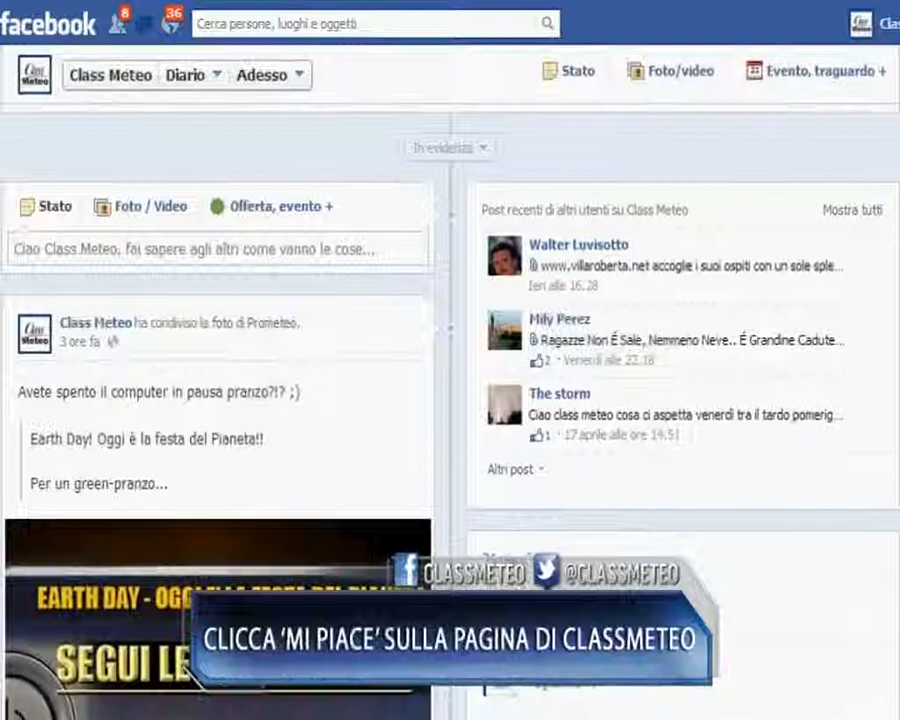 facebook
8
36
Cerca persone, luoghi e oggetti
Class Meteo
Class Meteo Diario Adesso
Stato Foto/video Evento, traguardo +
In evidenza
Stato Foto / Video Offerta, evento +
Ciao Class Meteo, fai sapere agli altri come vanno le cose...
Class Meteo ha condiviso la foto di Prometeo.
3 ore fa
Avete spento il computer in pausa pranzo?!? ;)
Earth Day! Oggi è la festa del Pianeta!!
Per un green-pranzo...
EARTH DAY - OGGI
SEGUI LE
Post recenti di altri utenti su Class Meteo Mostra tutti
Walter Luvisotto
www.villaroberta.net accoglie i suoi ospiti con un sole sple...
Ieri alle 16.28
Mily Perez
Ragazze Non É Sale, Nemmeno Neve.. É Grandine Cadute...
2 · Venerdì alle 22.18
The storm
Ciao class meteo cosa ci aspetta venerdì tra il tardo pomerig...
1 · 17 aprile alle ore 14.51
Altri post
CLASSMETEO @CLASSMETEO
CLICCA 'MI PIACE' SULLA PAGINA DI CLASSMETEO